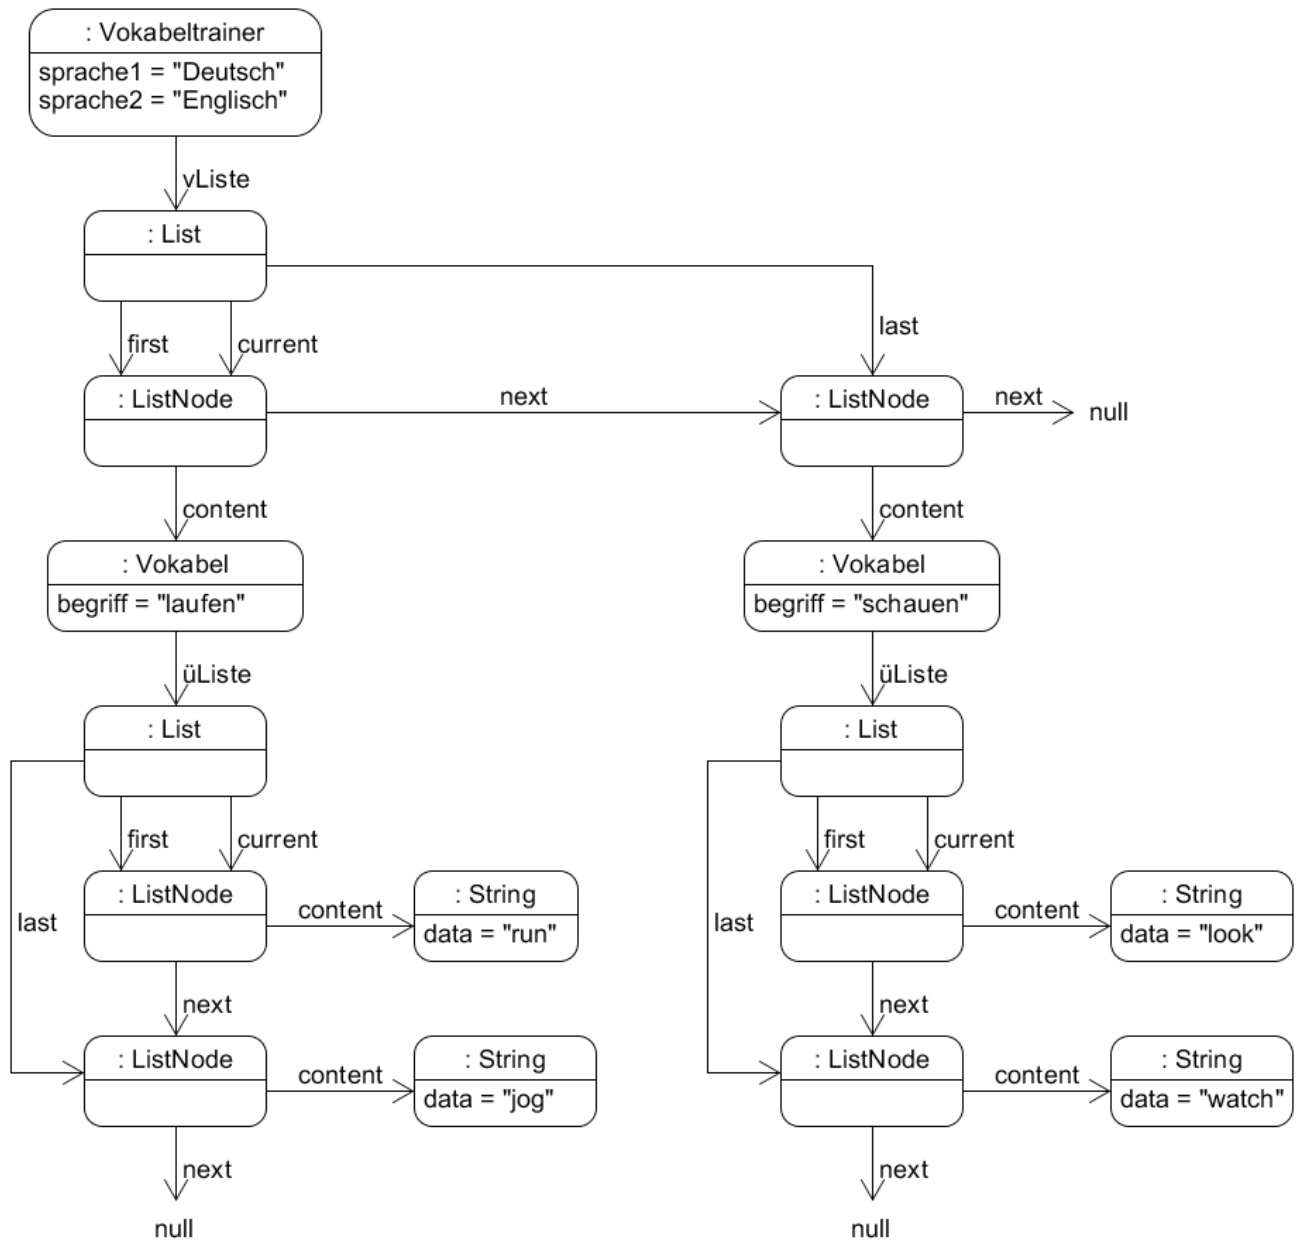 : Vokabeltrainer
sprache1 = "Deutsch"
sprache2 = "Englisch"
vListe
: List
first
current
last
: ListNode
next
: ListNode
next
null
content
content
: Vokabel
begriff = "laufen"
: Vokabel
begriff = "schauen"
üListe
üListe
: List
: List
first
current
first
current
last
: ListNode
content
: String
data = "run"
last
: ListNode
content
: String
data = "look"
next
next
: ListNode
content
: String
data = "jog"
: ListNode
content
: String
data = "watch"
next
next
null
null